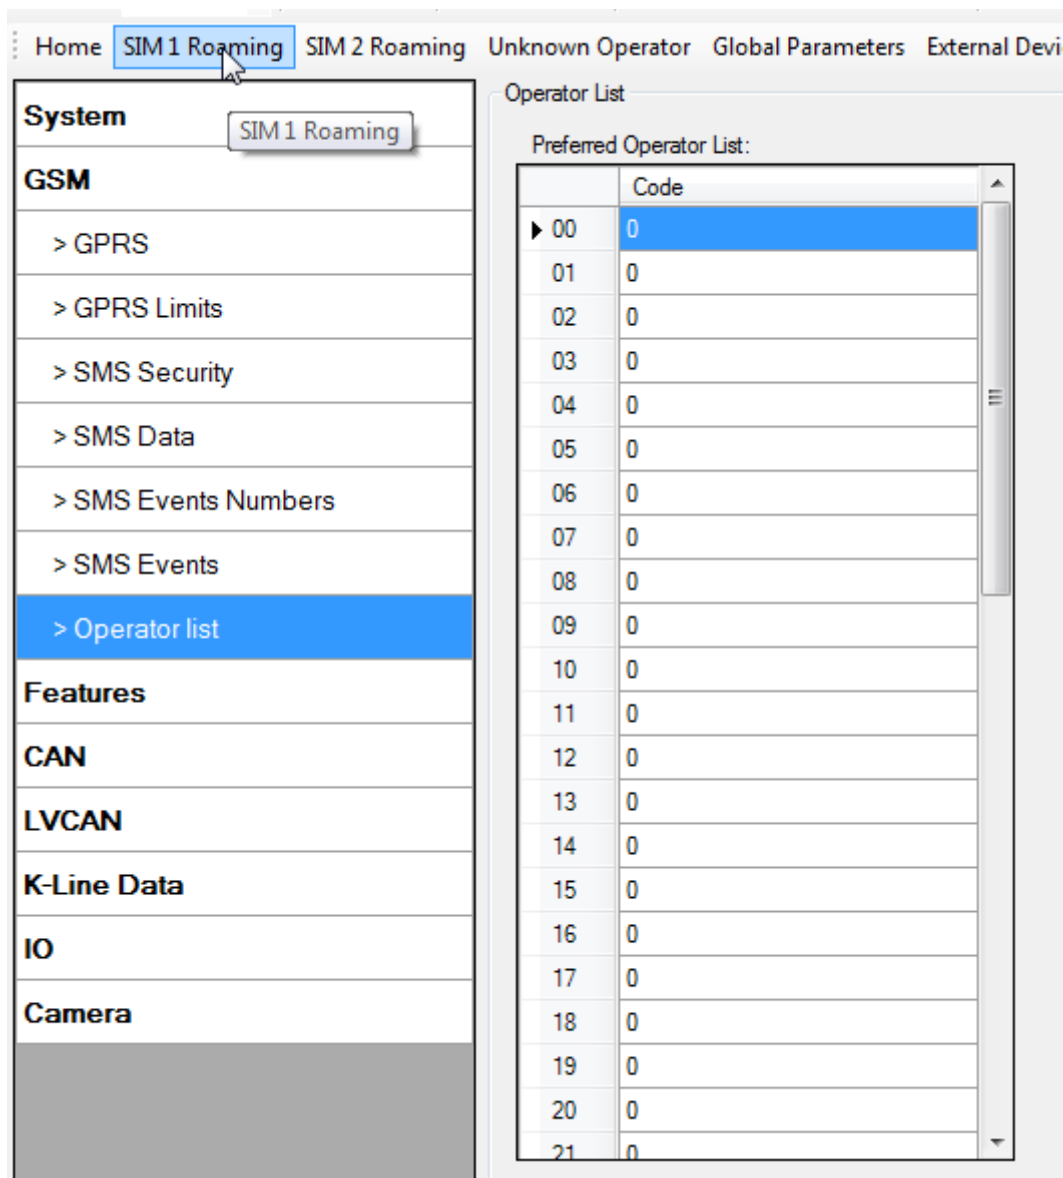 Home SIM 1 Roaming SIM 2 Roaming Unknown Operator Global Parameters External Devi
SIM 1 Roaming
System
GSM
> GPRS
> GPRS Limits
> SMS Security
> SMS Data
> SMS Events Numbers
> SMS Events
> Operator list
Features
CAN
LVCAN
K-Line Data
IO
Camera
Operator List
Preferred Operator List:
Code
00 0
01 0
02 0
03 0
04 0
05 0
06 0
07 0
08 0
09 0
10 0
11 0
12 0
13 0
14 0
15 0
16 0
17 0
18 0
19 0
20 0
21 0